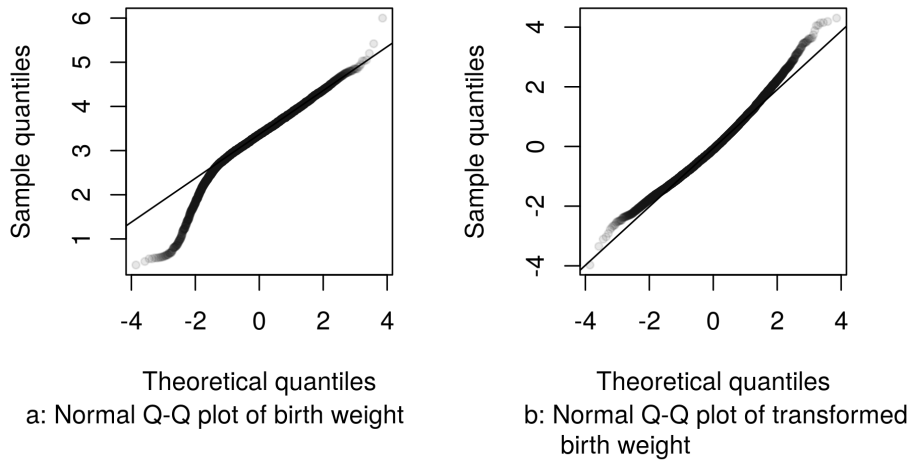 6
5
4
3
2
1
Sample quantiles
-4 -2 0 2 4
Theoretical quantiles
a: Normal Q-Q plot of birth weight
4
2
0
-2
-4
Sample quantiles
-4 -2 0 2 4
Theoretical quantiles
b: Normal Q-Q plot of transformed
birth weight